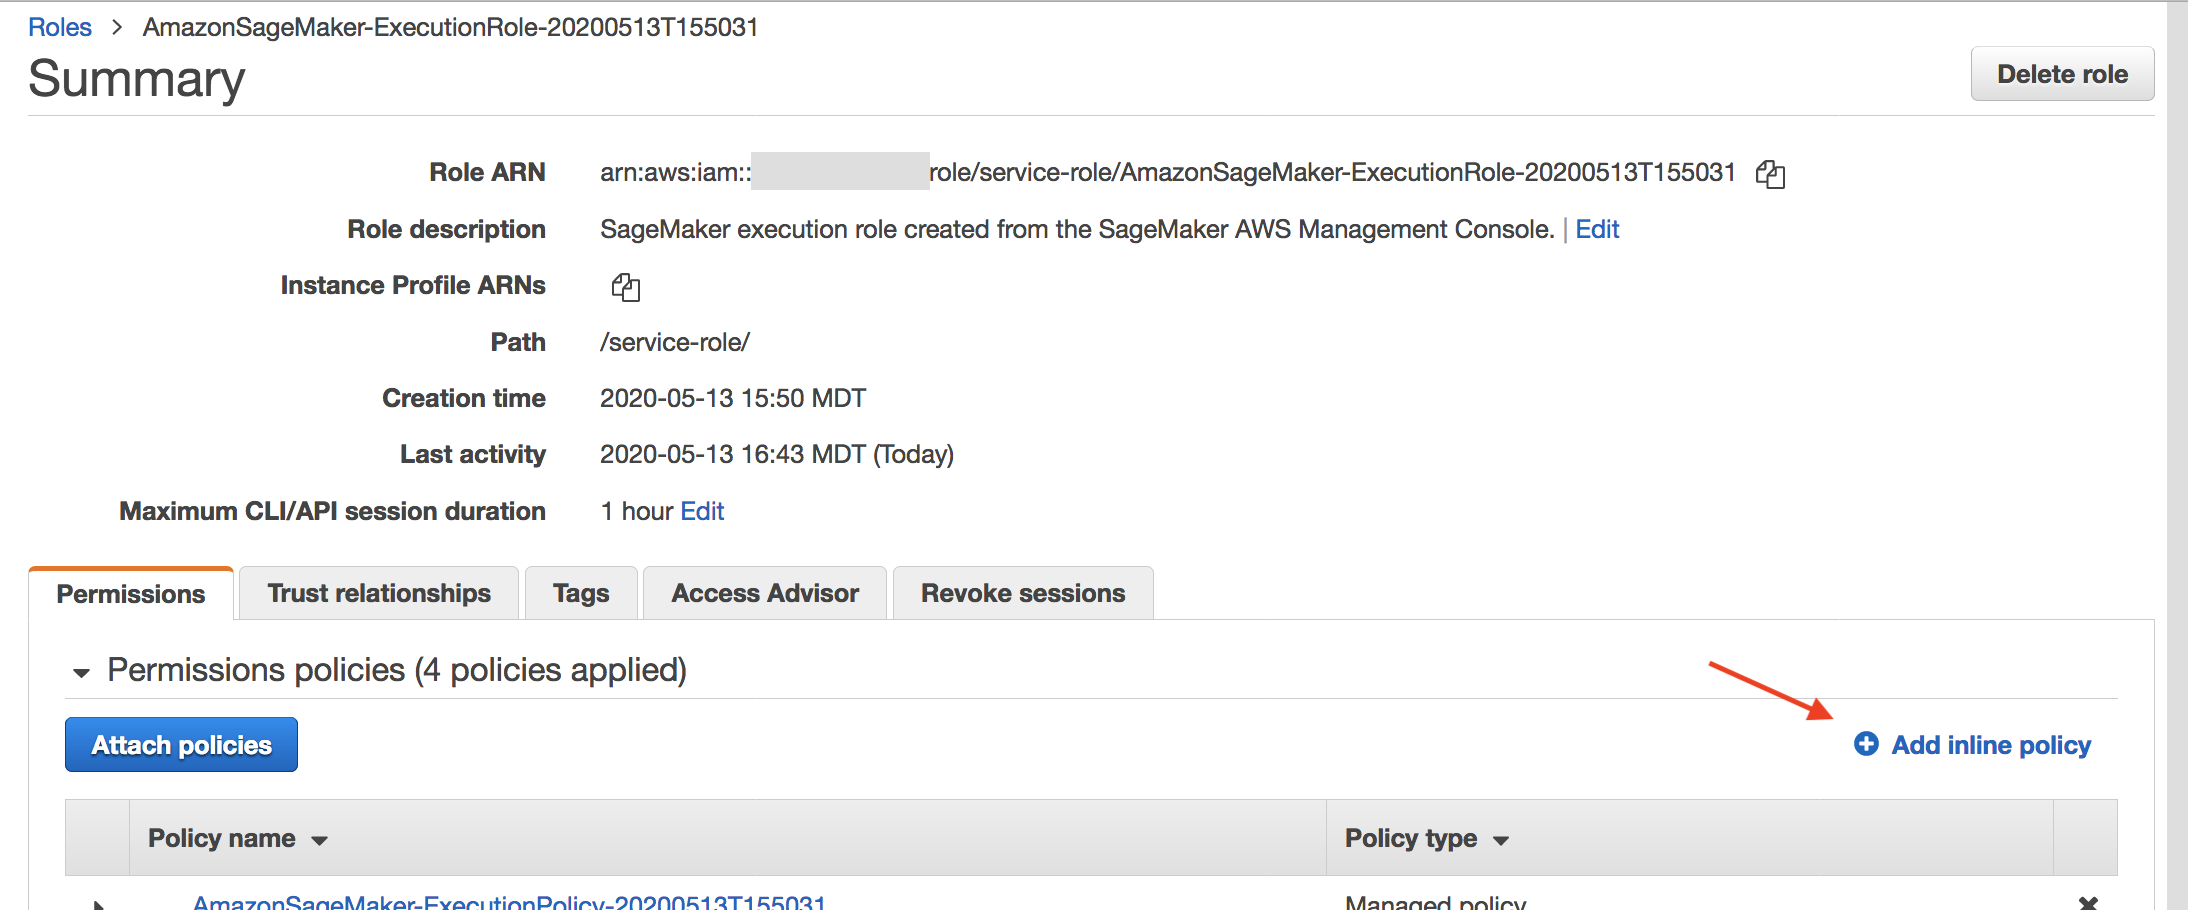 Roles > AmazonSageMaker-ExecutionRole-20200513T155031
Summary
Delete role
Role ARN arn:aws:iam:: role/service-role/AmazonSageMaker-ExecutionRole-20200513T155031
Role description SageMaker execution role created from the SageMaker AWS Management Console. | Edit
Instance Profile ARNs
Path /service-role/
Creation time 2020-05-13 15:50 MDT
Last activity 2020-05-13 16:43 MDT (Today)
Maximum CLI/API session duration 1 hour Edit
Permissions Trust relationships Tags Access Advisor Revoke sessions
Permissions policies (4 policies applied)
Attach policies Add inline policy
Policy name Policy type
AmazonSageMaker-ExecutionPolicy-20200513T155031 Managed policy